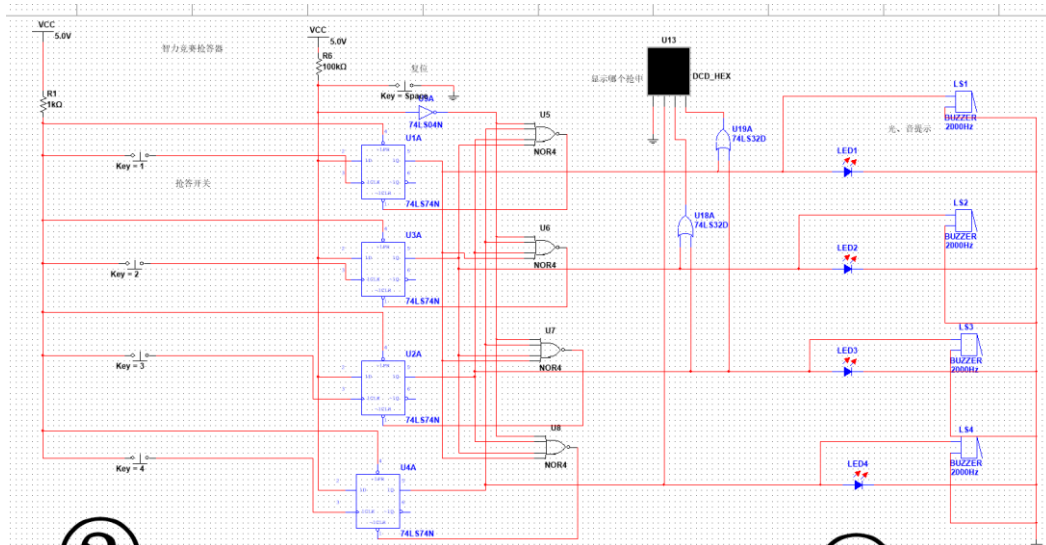 VCC
5.0V
R1
1kΩ
智力竞赛抢答器
VCC
5.0V
R6
100kΩ
复位
Key = Space
U9A
74LS04N
U1A
74LS74N
Key = 1
抢答开关
U3A
74LS74N
Key = 2
U2A
74LS74N
Key = 3
U4A
74LS74N
Key = 4
U5
NOR4
U6
NOR4
U7
NOR4
U8
NOR4
U13
DCD_HEX
显示哪个抢中
U19A
74LS32D
U18A
74LS32D
光、音提示
LS1
BUZZER
2000Hz
LED1
LS2
BUZZER
2000Hz
LED2
LS3
BUZZER
2000Hz
LED3
LS4
BUZZER
2000Hz
LED4